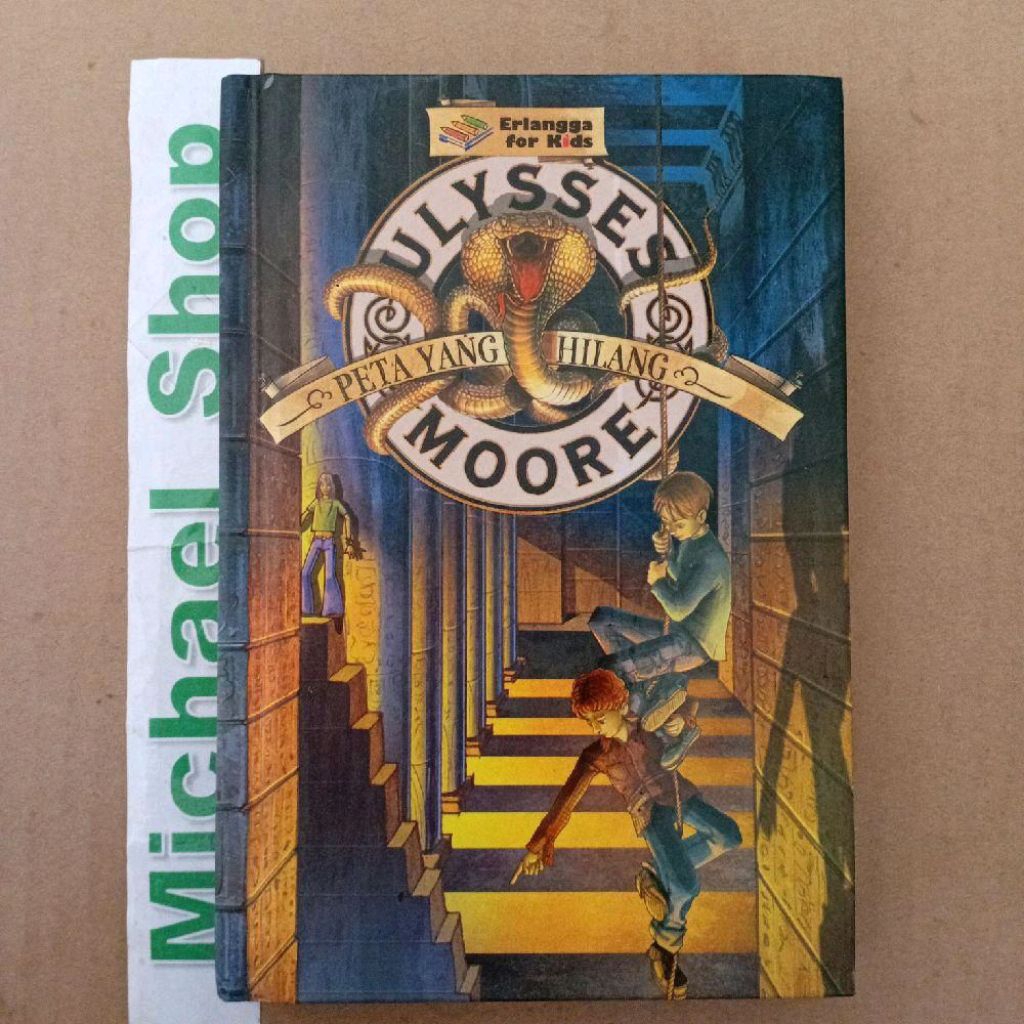 Erlangga
for Kids
ULYSSES
PETA YANG HILANG
MOORE
Michael Shop